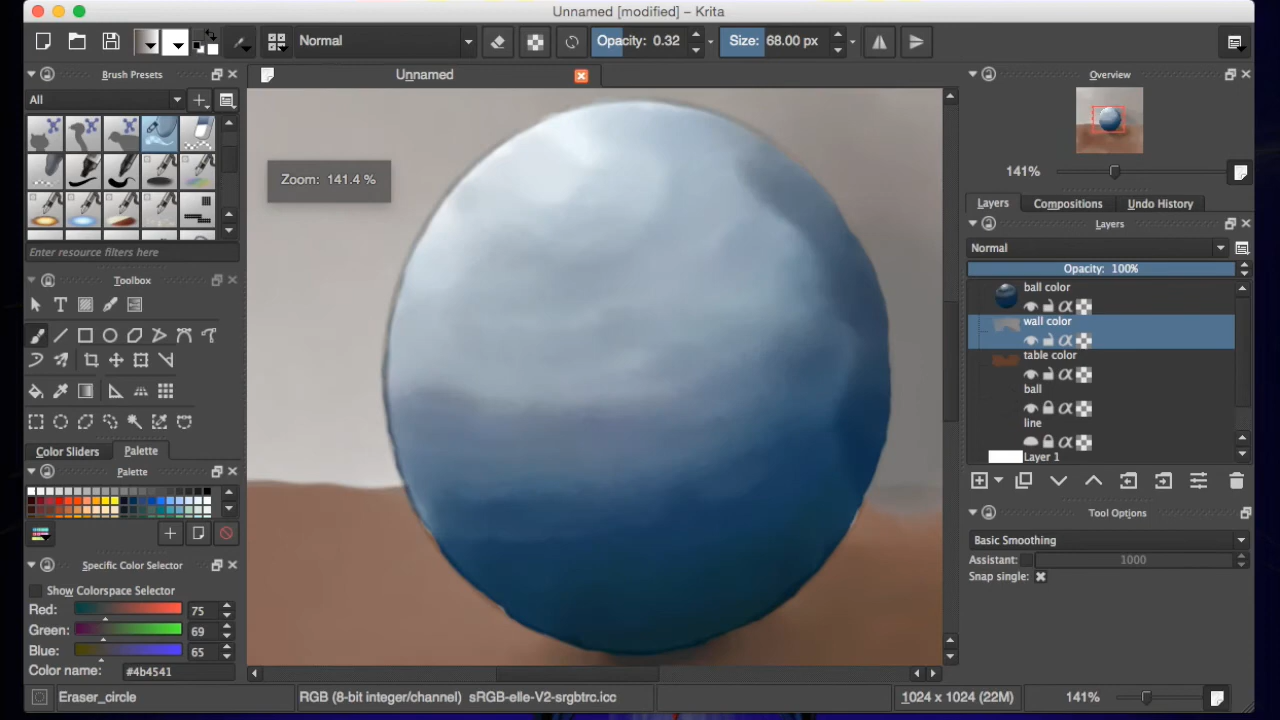 Unnamed [modified] – Krita
Normal
Opacity: 0.32
Size: 68.00 px
Brush Presets
Unnamed
Overview
All
Zoom: 141.4 %
141%
Layers
Compositions
Undo History
Layers
Enter resource filters here
Normal
Opacity: 100%
Toolbox
ball color
wall color
table color
ball
line
Layer 1
Color Sliders
Palette
Palette
Tool Options
Basic Smoothing
Assistant:
1000
Snap single:
Specific Color Selector
Show Colorspace Selector
Red:
75
Green:
69
Blue:
65
Color name:
#4b4541
Eraser_circle
RGB (8-bit integer/channel) sRGB-elle-V2-srgbtrc.icc
1024 x 1024 (22M)
141%